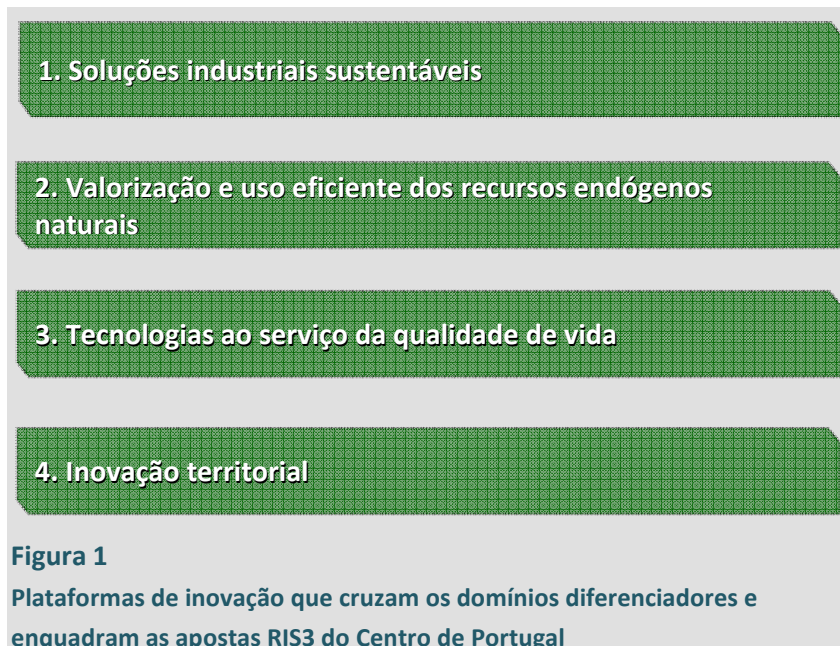 1. Soluções industriais sustentáveis
2. Valorização e uso eficiente dos recursos endógenos
naturais
3. Tecnologias ao serviço da qualidade de vida
4. Inovação territorial
Figura 1
Plataformas de inovação que cruzam os domínios diferenciadores e
enquadram as apostas RIS3 do Centro de Portugal